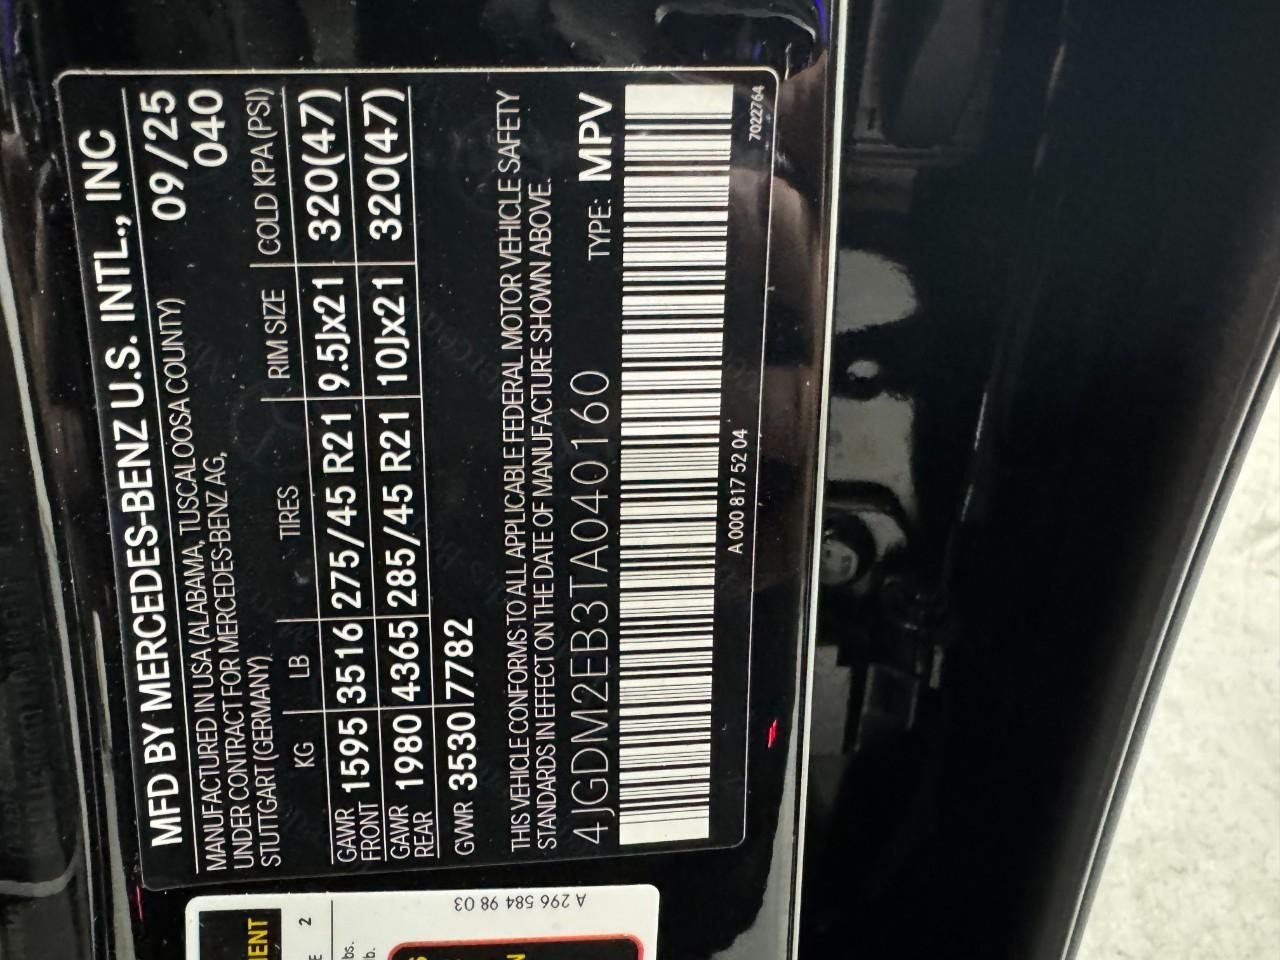 MFD BY MERCEDES-BENZ U.S. INTL., INC
MANUFACTURED IN USA (ALABAMA, TUSCALOOSA COUNTY) 09/25
UNDER CONTRACT FOR MERCEDES-BENZ AG, 040
STUTTGART (GERMANY)
KG LB TIRES RIM SIZE COLD KPA (PSI)
GAWR FRONT 1595 3516 275/45 R21 9.5Jx21 320(47)
GAWR REAR 1980 4365 285/45 R21 10Jx21 320(47)
GVWR 3530 7782
THIS VEHICLE CONFORMS TO ALL APPLICABLE FEDERAL MOTOR VEHICLE SAFETY
STANDARDS IN EFFECT ON THE DATE OF MANUFACTURE SHOWN ABOVE.
4JGDM2EB3TA040160 TYPE: MPV
A 000 817 52 04
7022764
A 296 584 98 03
2